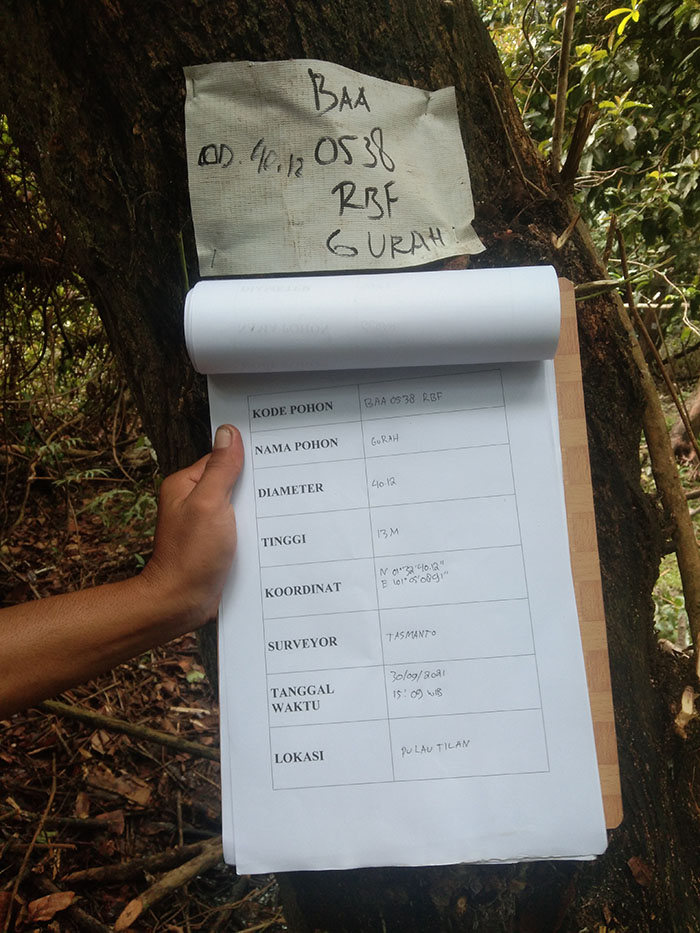 BAA
DD. 40.12 0538
RBF
GURAH
KODE POHON BAA 0538 RBF
NAMA POHON GURAH
DIAMETER 40.12
TINGGI 13 M
KOORDINAT N 01°32'40.12"
E 101°05'08.91"
SURVEYOR TASMANTO
TANGGAL 30/09/2021
WAKTU 15:09 WIB
LOKASI PULAU TILAN